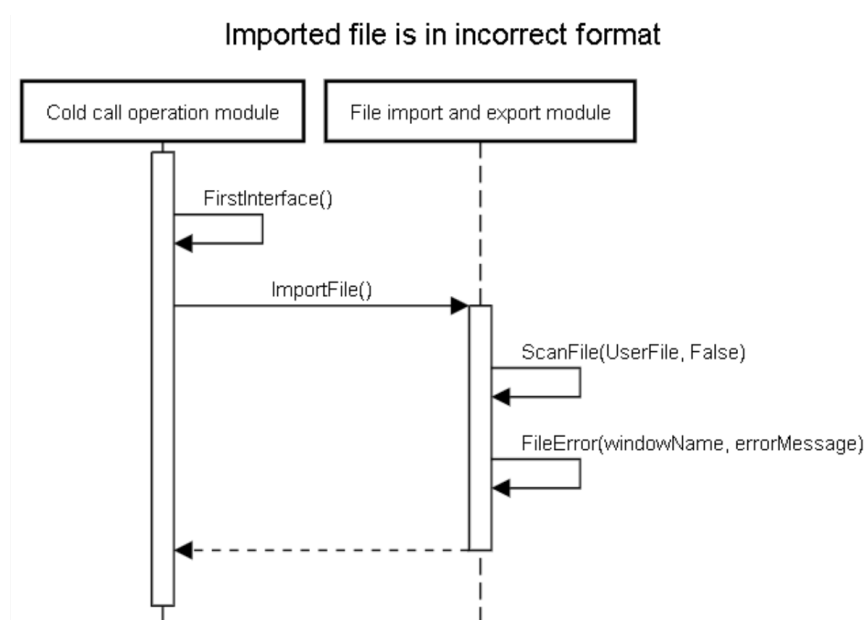 Imported file is in incorrect format
Cold call operation module
File import and export module
FirstInterface()
ImportFile()
ScanFile(UserFile, False)
FileError(windowName, errorMessage)